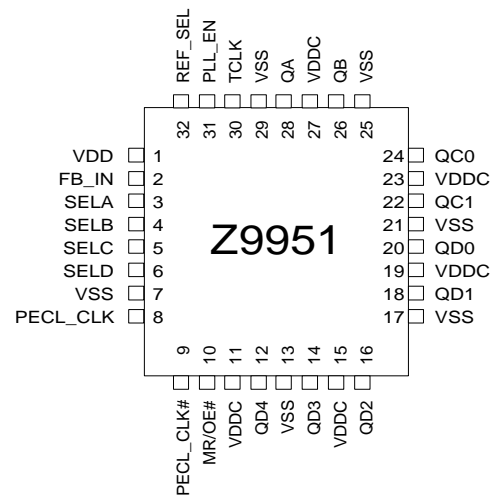 REF_SEL
PLL_EN
TCLK
VSS
QA
VDDC
QB
VSS
32
31
30
29
28
27
26
25
VDD 1
FB_IN 2
SELA 3
SELB 4
SELC 5
SELD 6
VSS 7
PECL_CLK 8
Z9951
24 QC0
23 VDDC
22 QC1
21 VSS
20 QD0
19 VDDC
18 QD1
17 VSS
9
10
11
12
13
14
15
16
PECL_CLK#
MR/OE#
VDDC
QD4
VSS
QD3
VDDC
QD2